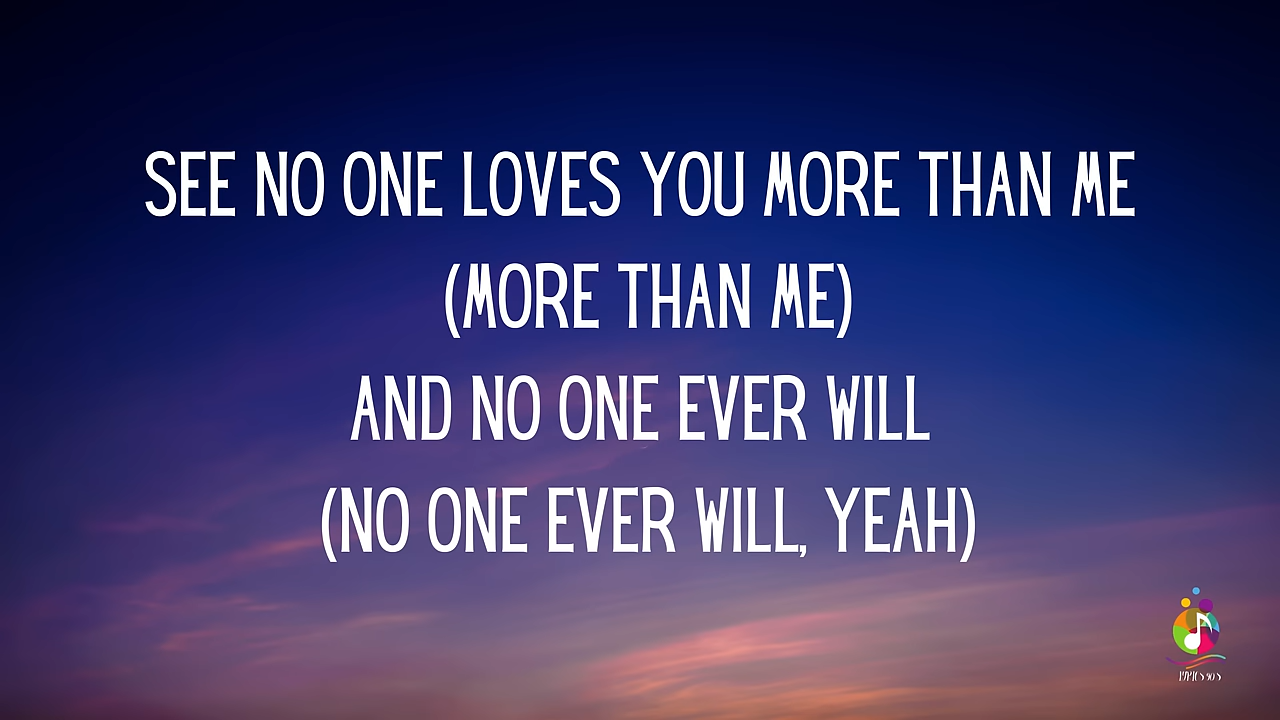 SEE NO ONE LOVES YOU MORE THAN ME
(MORE THAN ME)
AND NO ONE EVER WILL
(NO ONE EVER WILL, YEAH)